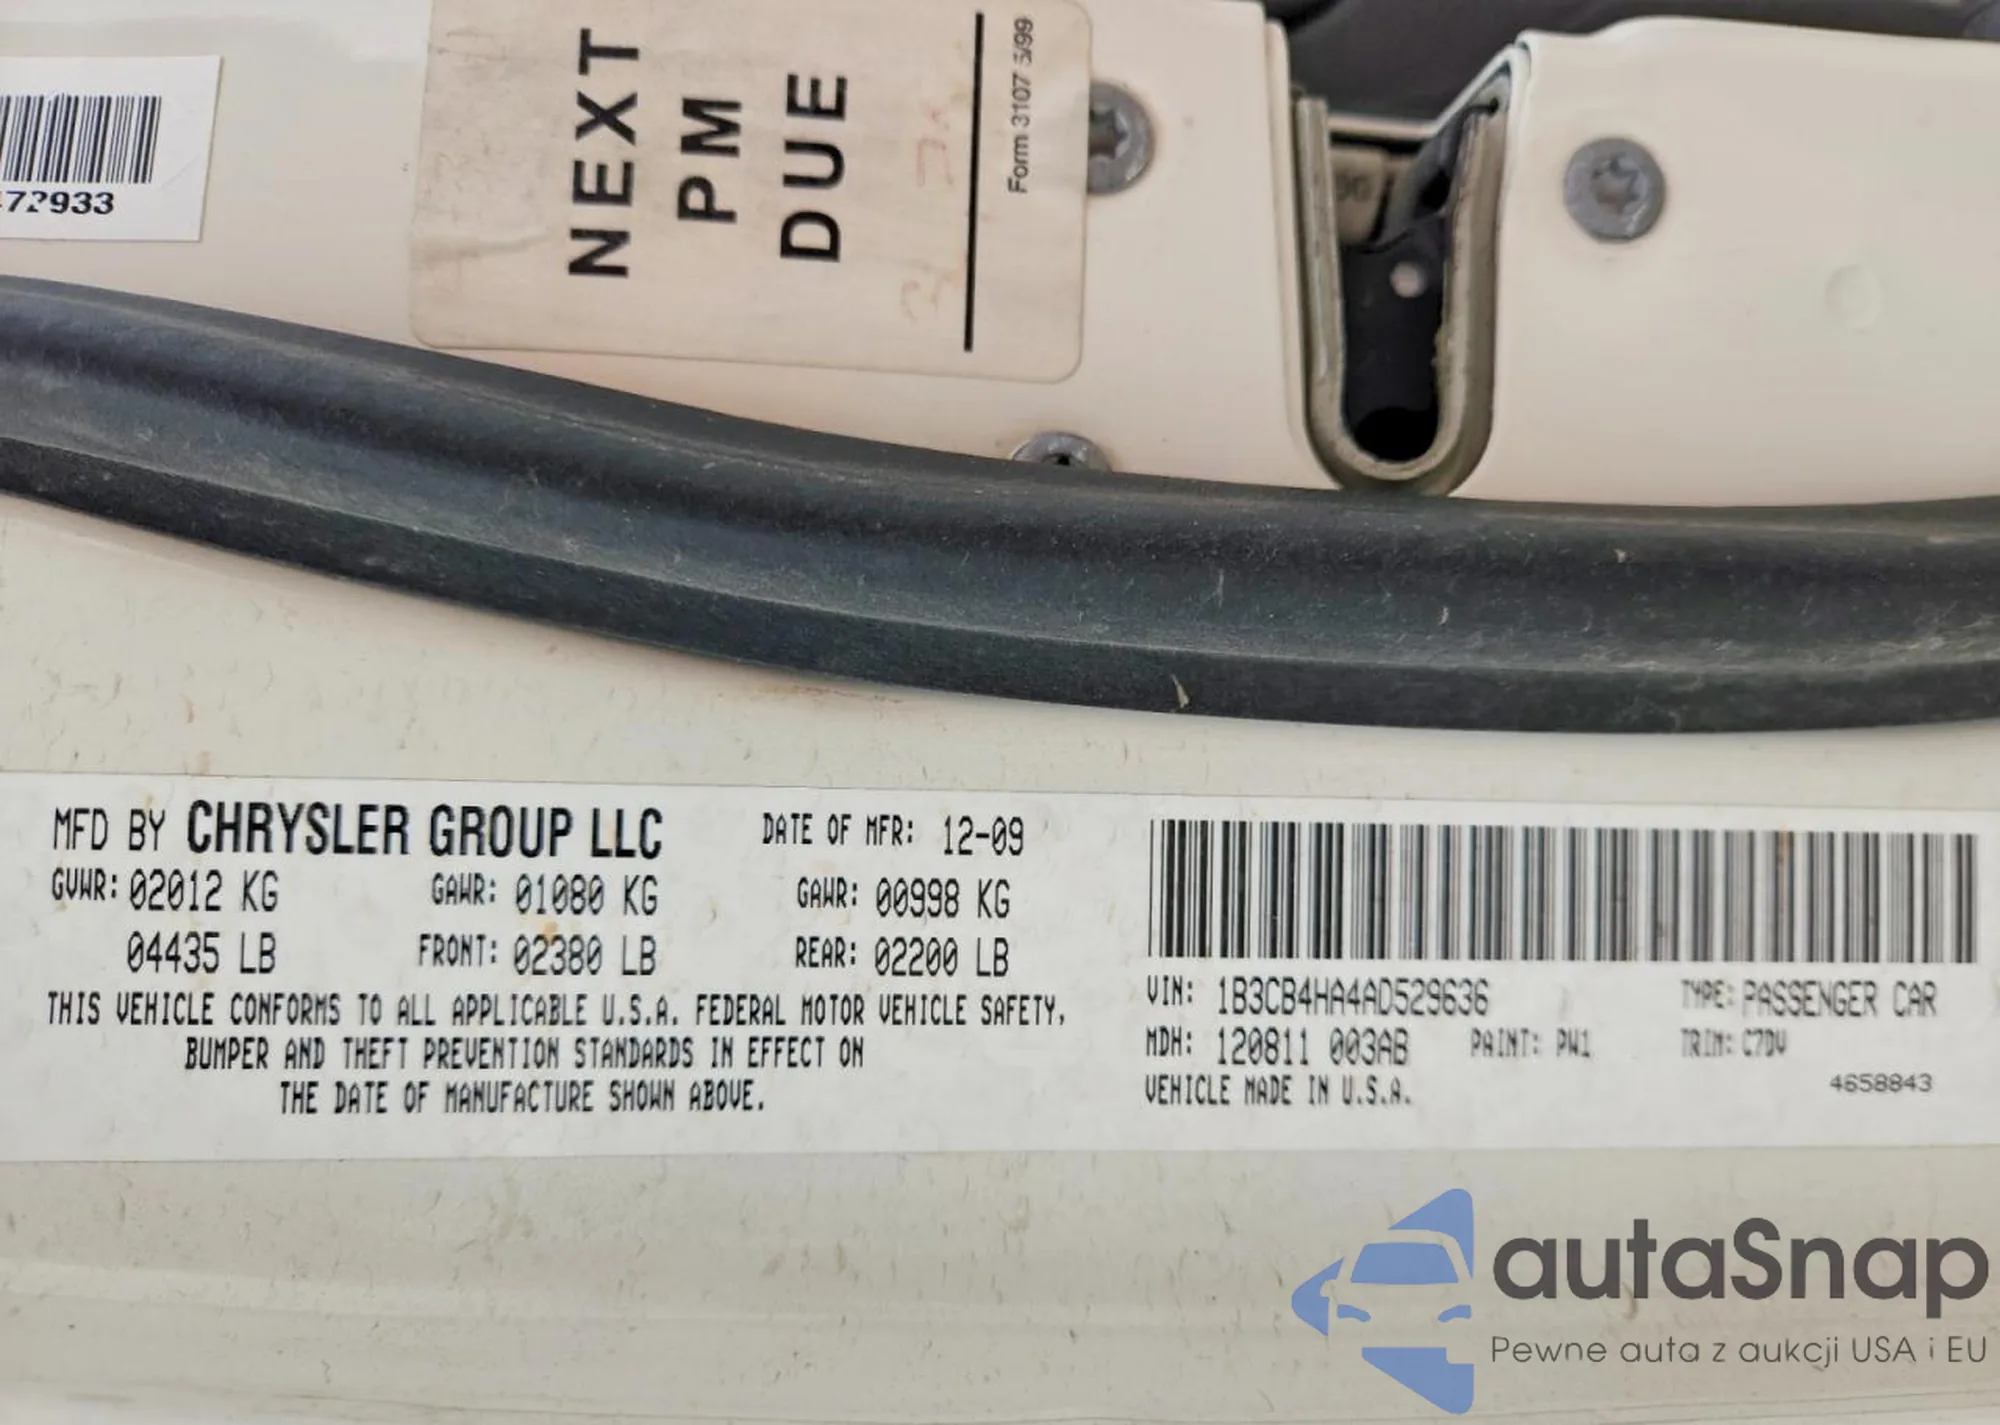 73933
NEXT
PM
DUE
Form 3107 5/99
MFD BY CHRYSLER GROUP LLC
DATE OF MFR: 12-09
GVWR: 02012 KG
GAWR: 01080 KG
GAWR: 00998 KG
04435 LB
FRONT: 02380 LB
REAR: 02200 LB
THIS VEHICLE CONFORMS TO ALL APPLICABLE U.S.A. FEDERAL MOTOR VEHICLE SAFETY,
BUMPER AND THEFT PREVENTION STANDARDS IN EFFECT ON
THE DATE OF MANUFACTURE SHOWN ABOVE.
VIN: 1B3CB4HA4AD529636
TYPE: PASSENGER CAR
MDH: 120811 003AB
PAINT: PW1
TRIM: C7DV
VEHICLE MADE IN U.S.A.
4658843
autaSnap
Pewne auta z aukcji USA i EU